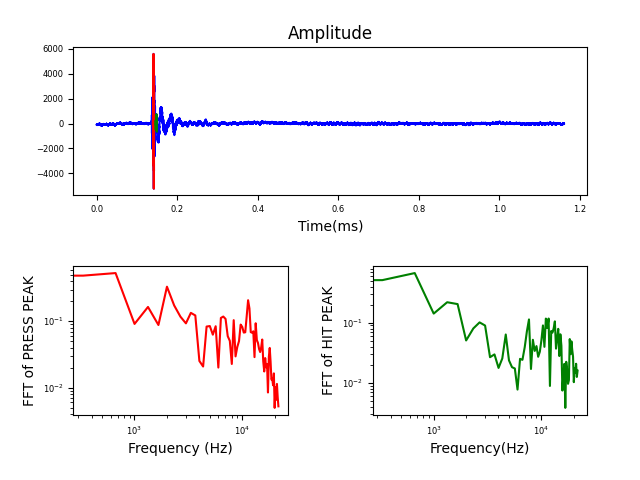 Amplitude
6000
4000
2000
0
−2000
−4000
0.0 0.2 0.4 0.6 0.8 1.0 1.2
Time(ms)
FFT of PRESS PEAK
10⁻¹
10⁻²
10³ 10⁴
Frequency (Hz)
FFT of HIT PEAK
10⁻¹
10⁻²
10³ 10⁴
Frequency(Hz)